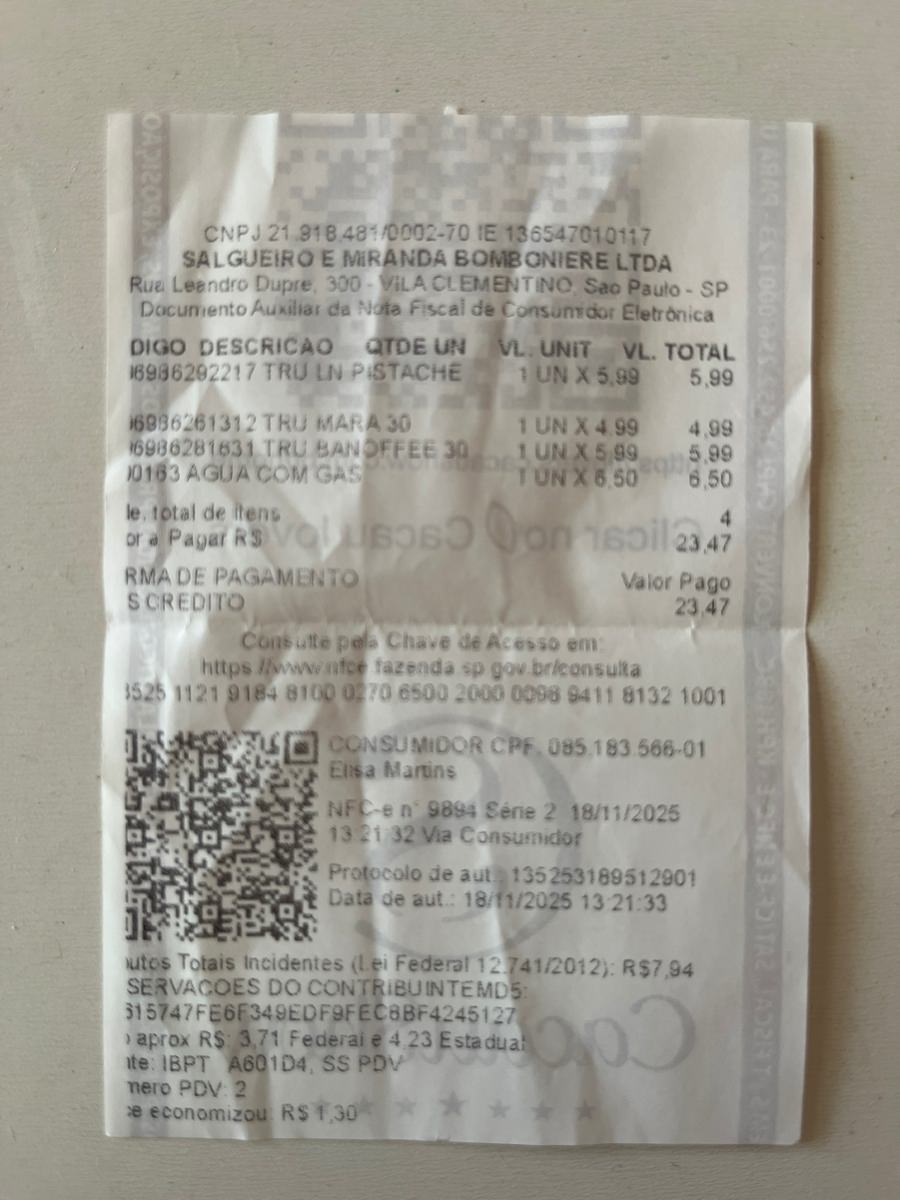 CNPJ 21.918.481/0002-70 IE 136547010117
SALGUEIRO E MIRANDA BOMBONIERE LTDA
Rua Leandro Dupre, 300 - VILA CLEMENTINO, Sao Paulo - SP
Documento Auxiliar da Nota Fiscal de Consumidor Eletrônica
DIGO DESCRICAO QTDE UN VL. UNIT VL. TOTAL
6986292217 TRU LN PISTACHE 1 UN X 5,99 5,99
6986261312 TRU MARA 30 1 UN X 4,99 4,99
6986281631 TRU BANOFFEE 30 1 UN X 5,99 5,99
0163 AGUA COM GAS 1 UN X 6,50 6,50
de. total de itens 4
or a Pagar R$ 23,47
RMA DE PAGAMENTO Valor Pago
S CREDITO 23,47
Consulte pela Chave de Acesso em:
https://www.nfce.fazenda.sp.gov.br/consulta
3525 1121 9184 8100 0270 6500 2000 0098 9411 8132 1001
CONSUMIDOR CPF: 085.183.566-01
Elisa Martins
NFC-e n° 9894 Série 2 18/11/2025
13:21:32 Via Consumidor
Protocolo de aut.: 135253189512901
Data de aut.: 18/11/2025 13:21:33
utos Totais Incidentes (Lei Federal 12.741/2012): R$7,94
SERVACOES DO CONTRIBUINTEMD5:
615747FE6F349EDF9FEC8BF4245127
aprox R$: 3,71 Federal e 4,23 Estadual
nte: IBPT A601D4, SS PDV
mero PDV: 2
ce economizou: R$ 1,30
Clicar no Cacau
Cacau